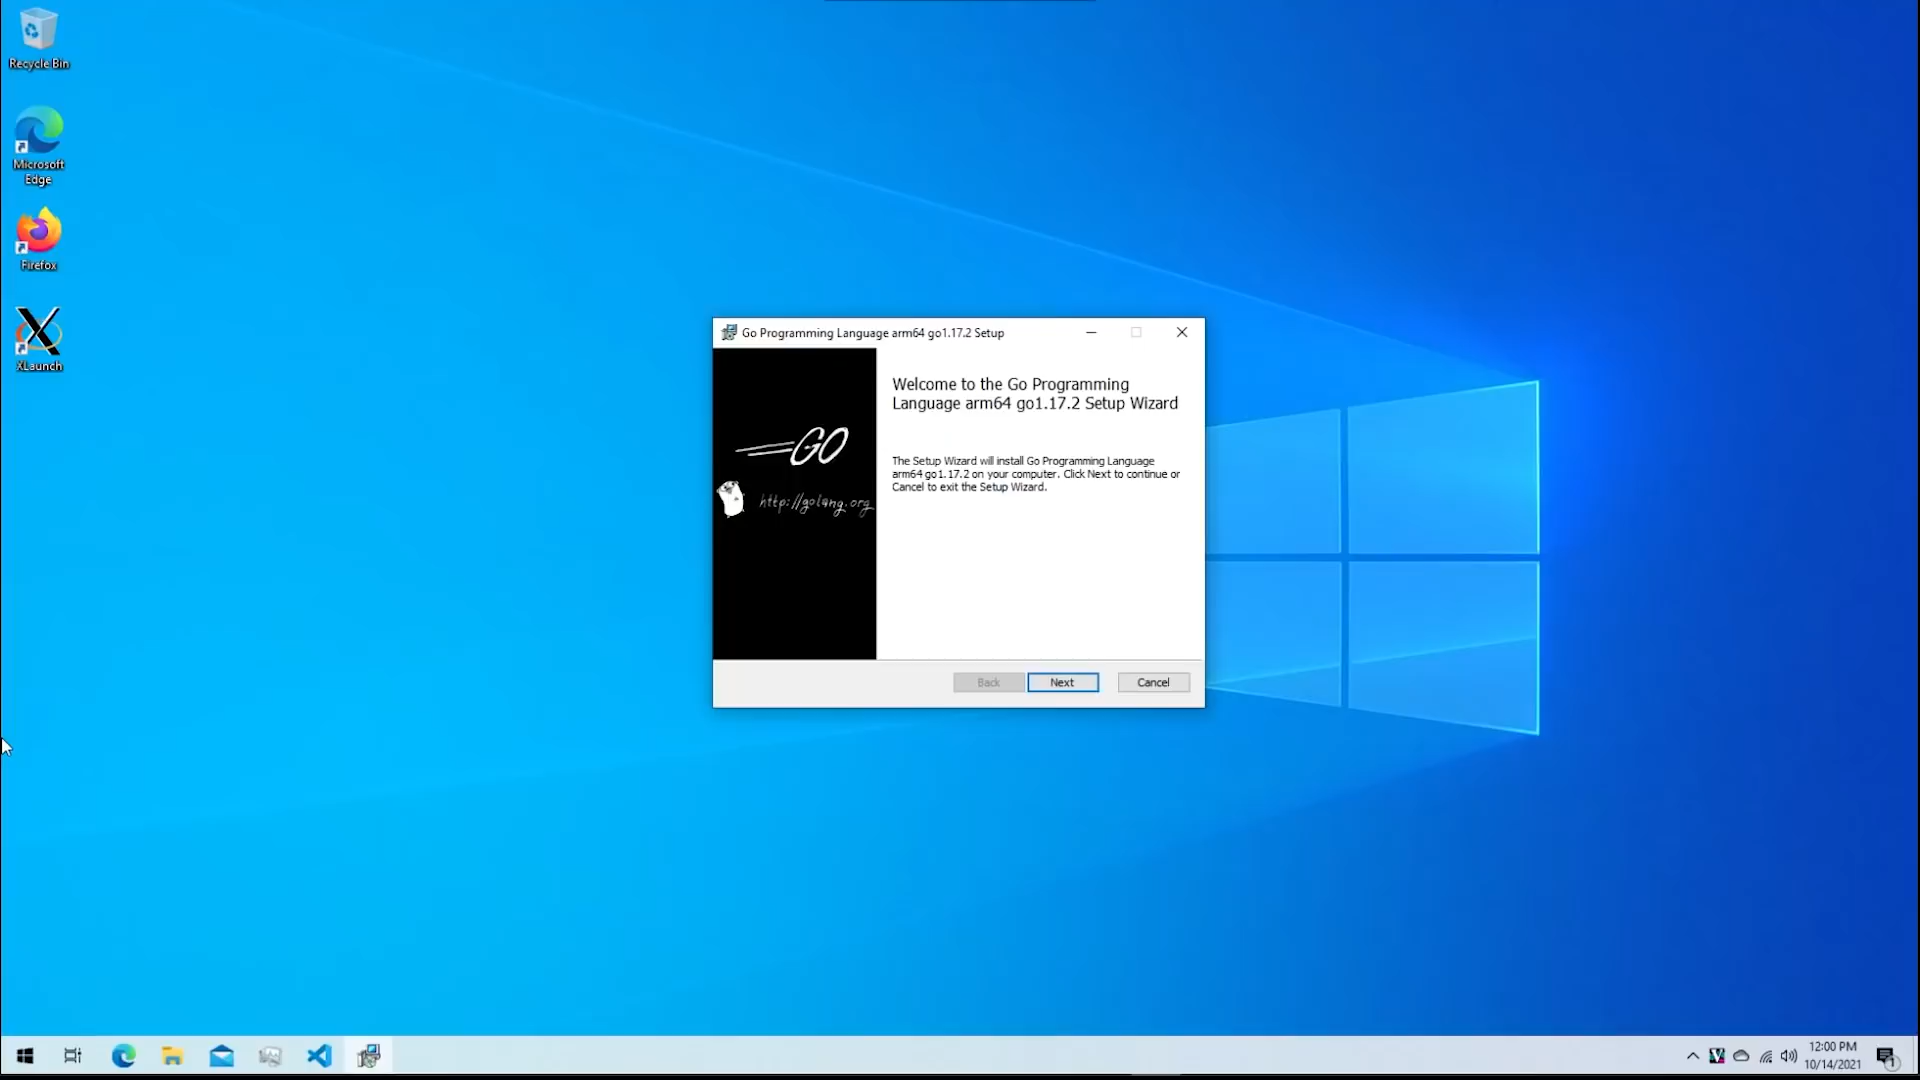 Recycle Bin
Microsoft
Edge
Firefox
XLaunch
Go Programming Language arm64 go1.17.2 Setup
GO
http://golang.org
Welcome to the Go Programming
Language arm64 go1.17.2 Setup Wizard
The Setup Wizard will install Go Programming Language
arm64 go1.17.2 on your computer. Click Next to continue or
Cancel to exit the Setup Wizard.
Back
Next
Cancel
12:00 PM
10/14/2021
1